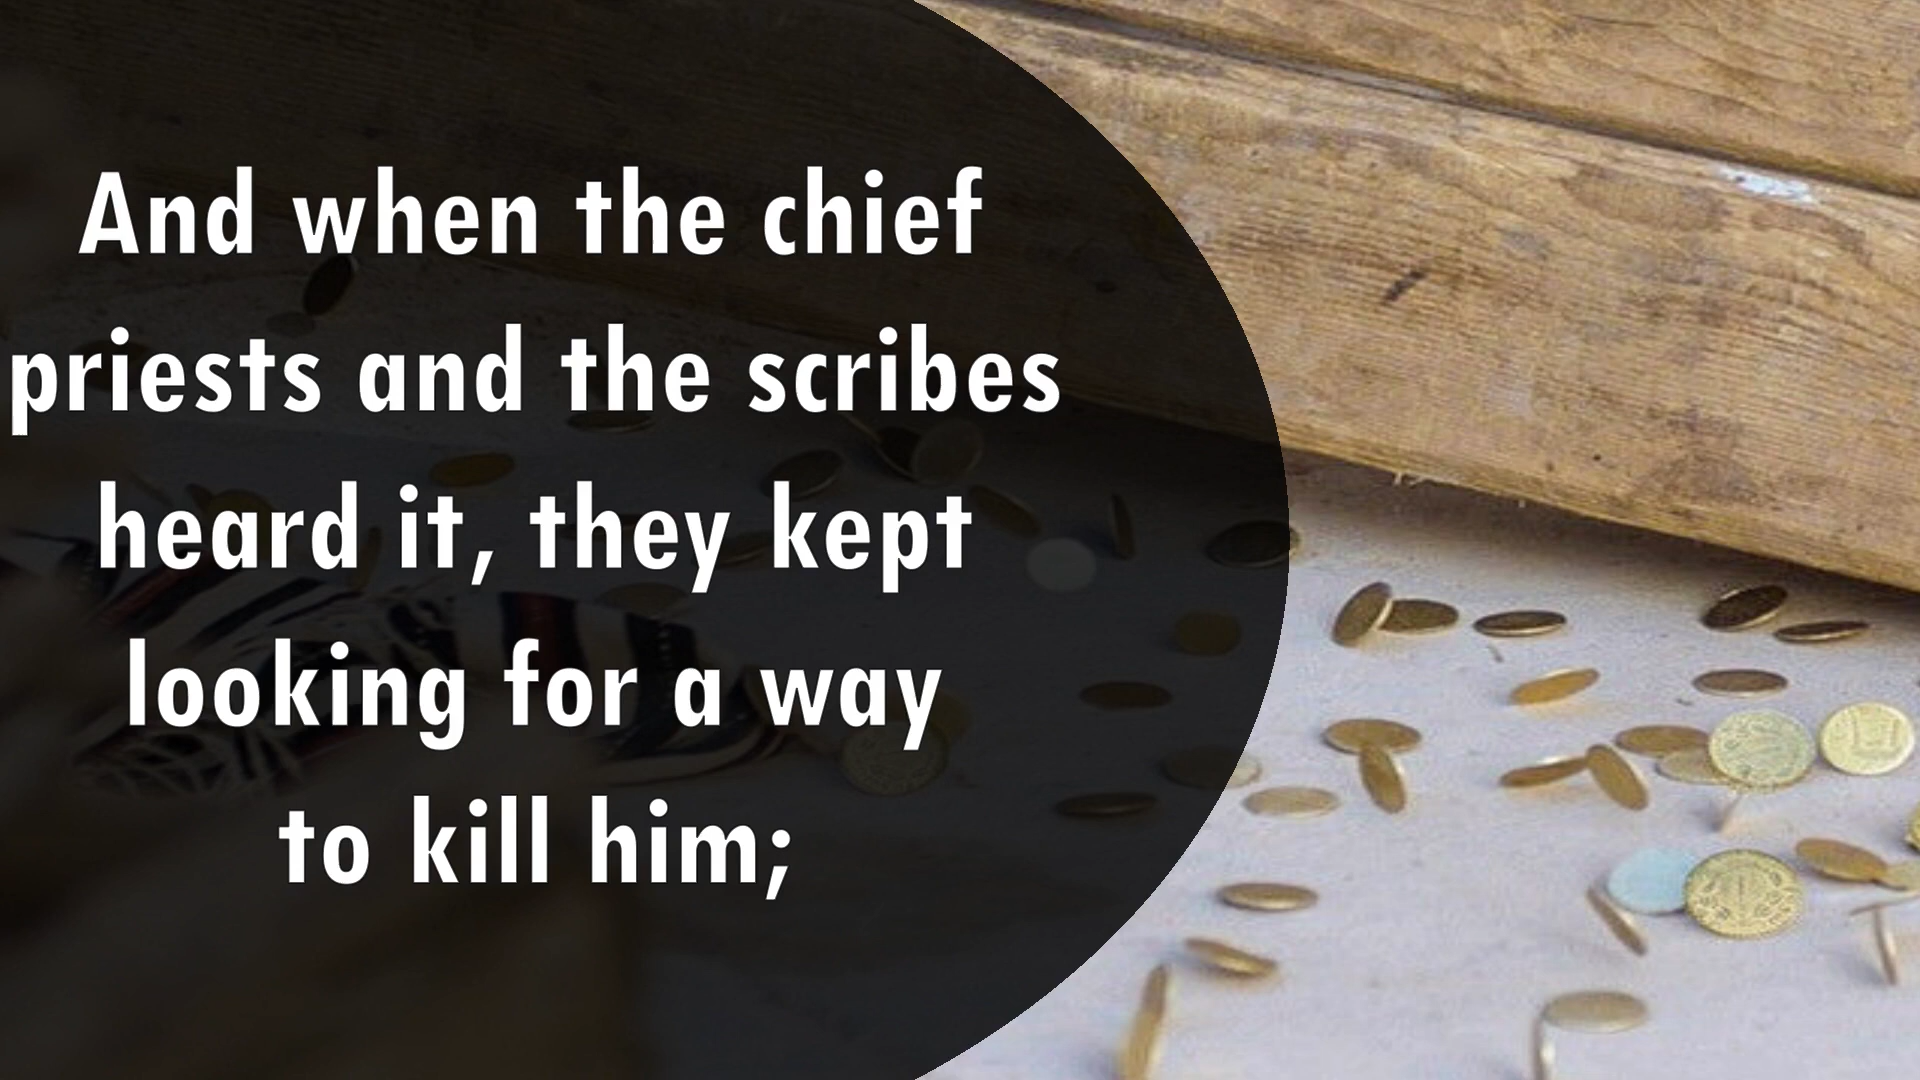 And when the chief
priests and the scribes
heard it, they kept
looking for a way
to kill him;